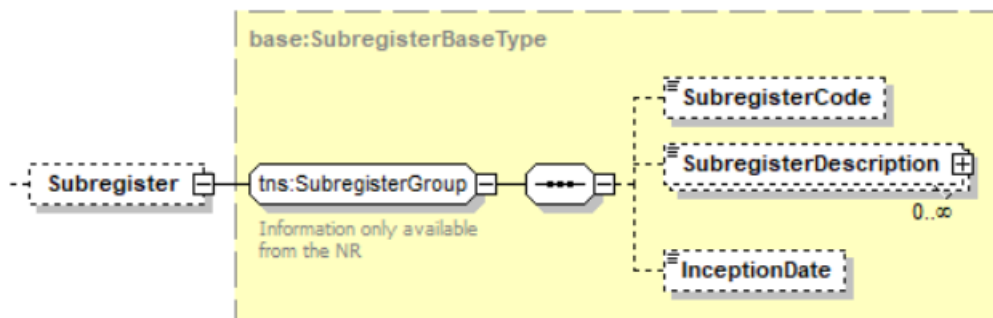 base:SubregisterBaseType
SubregisterCode
SubregisterDescription
0..∞
Subregister
tns:SubregisterGroup
Information only available
from the NR
InceptionDate